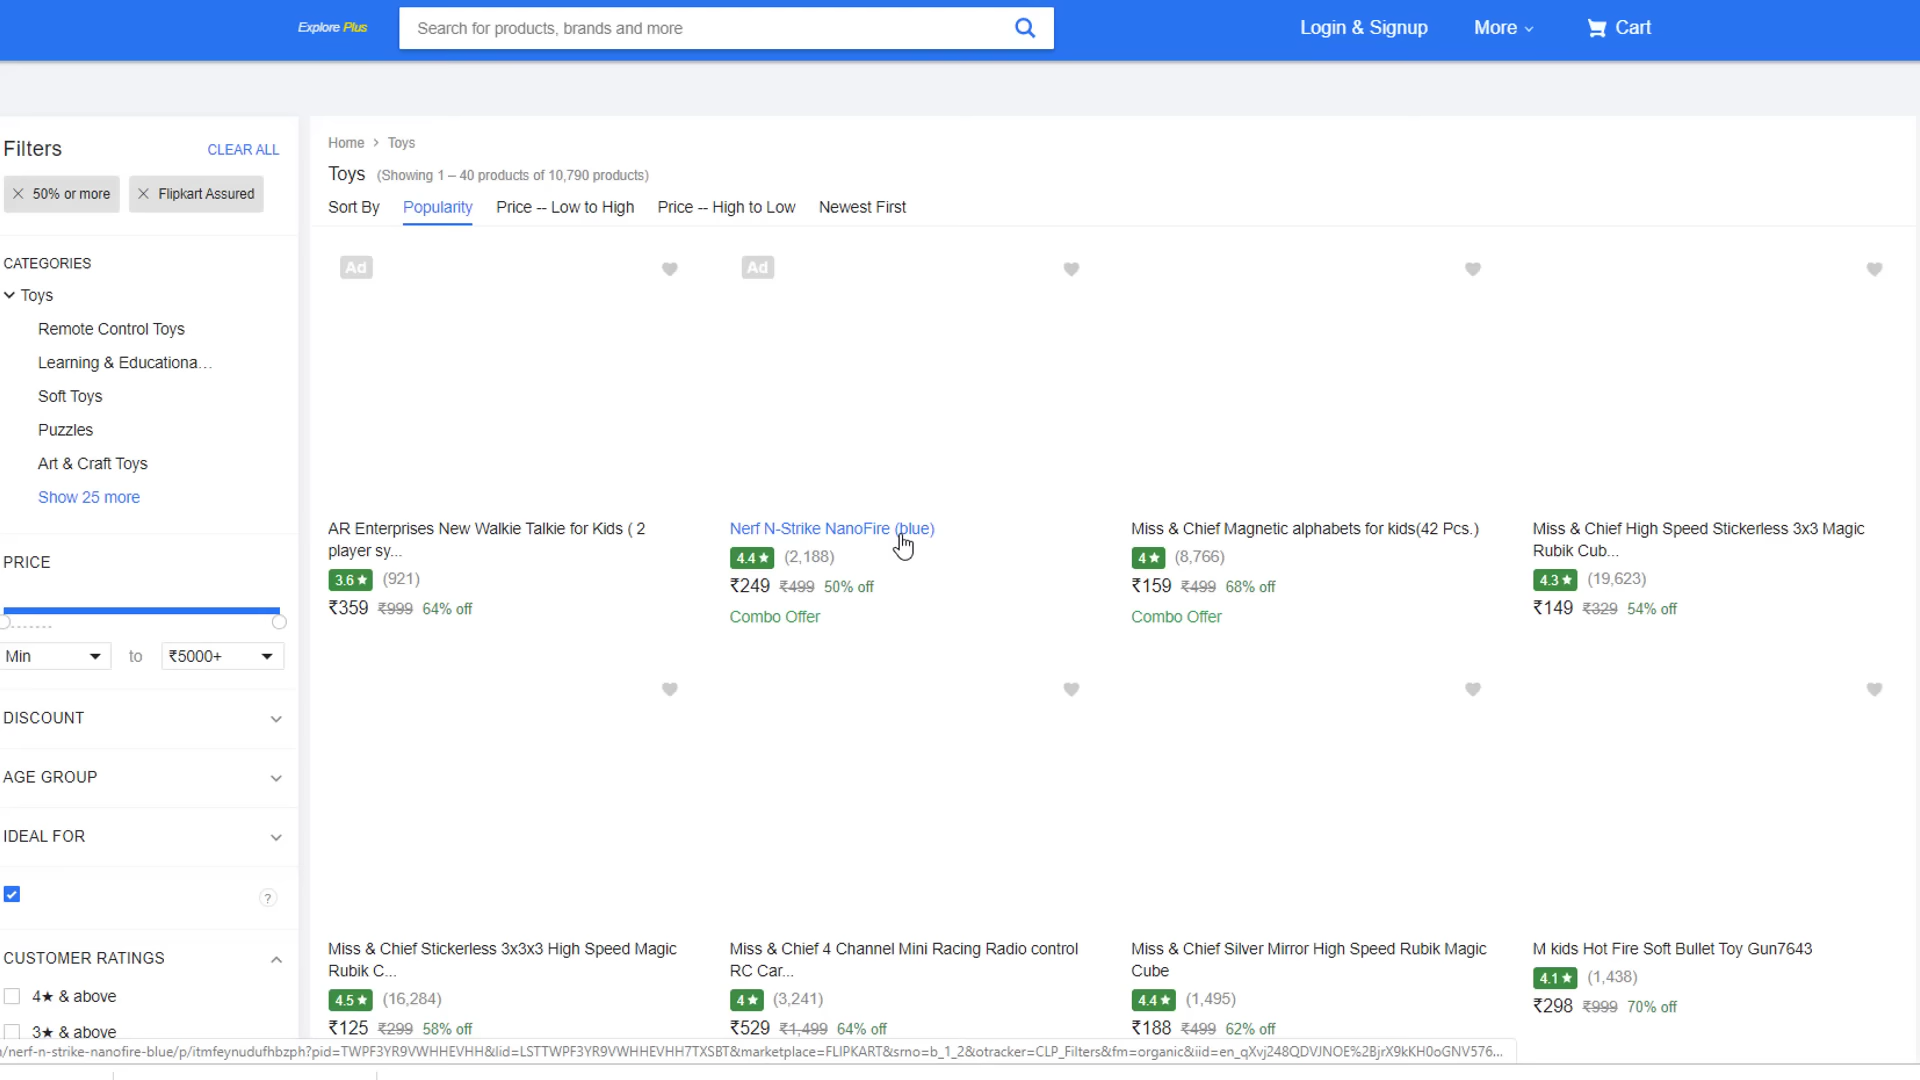 Explore Plus
Search for products, brands and more
Login & Signup
More
Cart
Filters
CLEAR ALL
50% or more
Flipkart Assured
CATEGORIES
Toys
Remote Control Toys
Learning & Educationa...
Soft Toys
Puzzles
Art & Craft Toys
Show 25 more
PRICE
Min
to
₹5000+
DISCOUNT
AGE GROUP
IDEAL FOR
?
CUSTOMER RATINGS
4★ & above
3★ & above
Home > Toys
Toys (Showing 1 – 40 products of 10,790 products)
Sort By Popularity Price -- Low to High Price -- High to Low Newest First
Ad
AR Enterprises New Walkie Talkie for Kids ( 2
player sy...
3.6★ (921)
₹359 ₹999 64% off
Ad
Nerf N-Strike NanoFire (blue)
4.4★ (2,188)
₹249 ₹499 50% off
Combo Offer
Miss & Chief Magnetic alphabets for kids(42 Pcs.)
4★ (8,766)
₹159 ₹499 68% off
Combo Offer
Miss & Chief High Speed Stickerless 3x3 Magic
Rubik Cub...
4.3★ (19,623)
₹149 ₹329 54% off
Miss & Chief Stickerless 3x3x3 High Speed Magic
Rubik C...
4.5★ (16,284)
₹125 ₹299 58% off
Miss & Chief 4 Channel Mini Racing Radio control
RC Car...
4★ (3,241)
₹529 ₹1,499 64% off
Miss & Chief Silver Mirror High Speed Rubik Magic
Cube
4.4★ (1,495)
₹188 ₹499 62% off
M kids Hot Fire Soft Bullet Toy Gun7643
4.1★ (1,438)
₹298 ₹999 70% off
/nerf-n-strike-nanofire-blue/p/itmfeynudufhbzph?pid=TWPF3YR9VWHHEVHH&lid=LSTTWPF3YR9VWHHEVHH7TXSBT&marketplace=FLIPKART&srno=b_1_2&otracker=CLP_Filters&fm=organic&iid=en_qXvj248QDVJNOE%2BjrX9kKH0oGNV576...